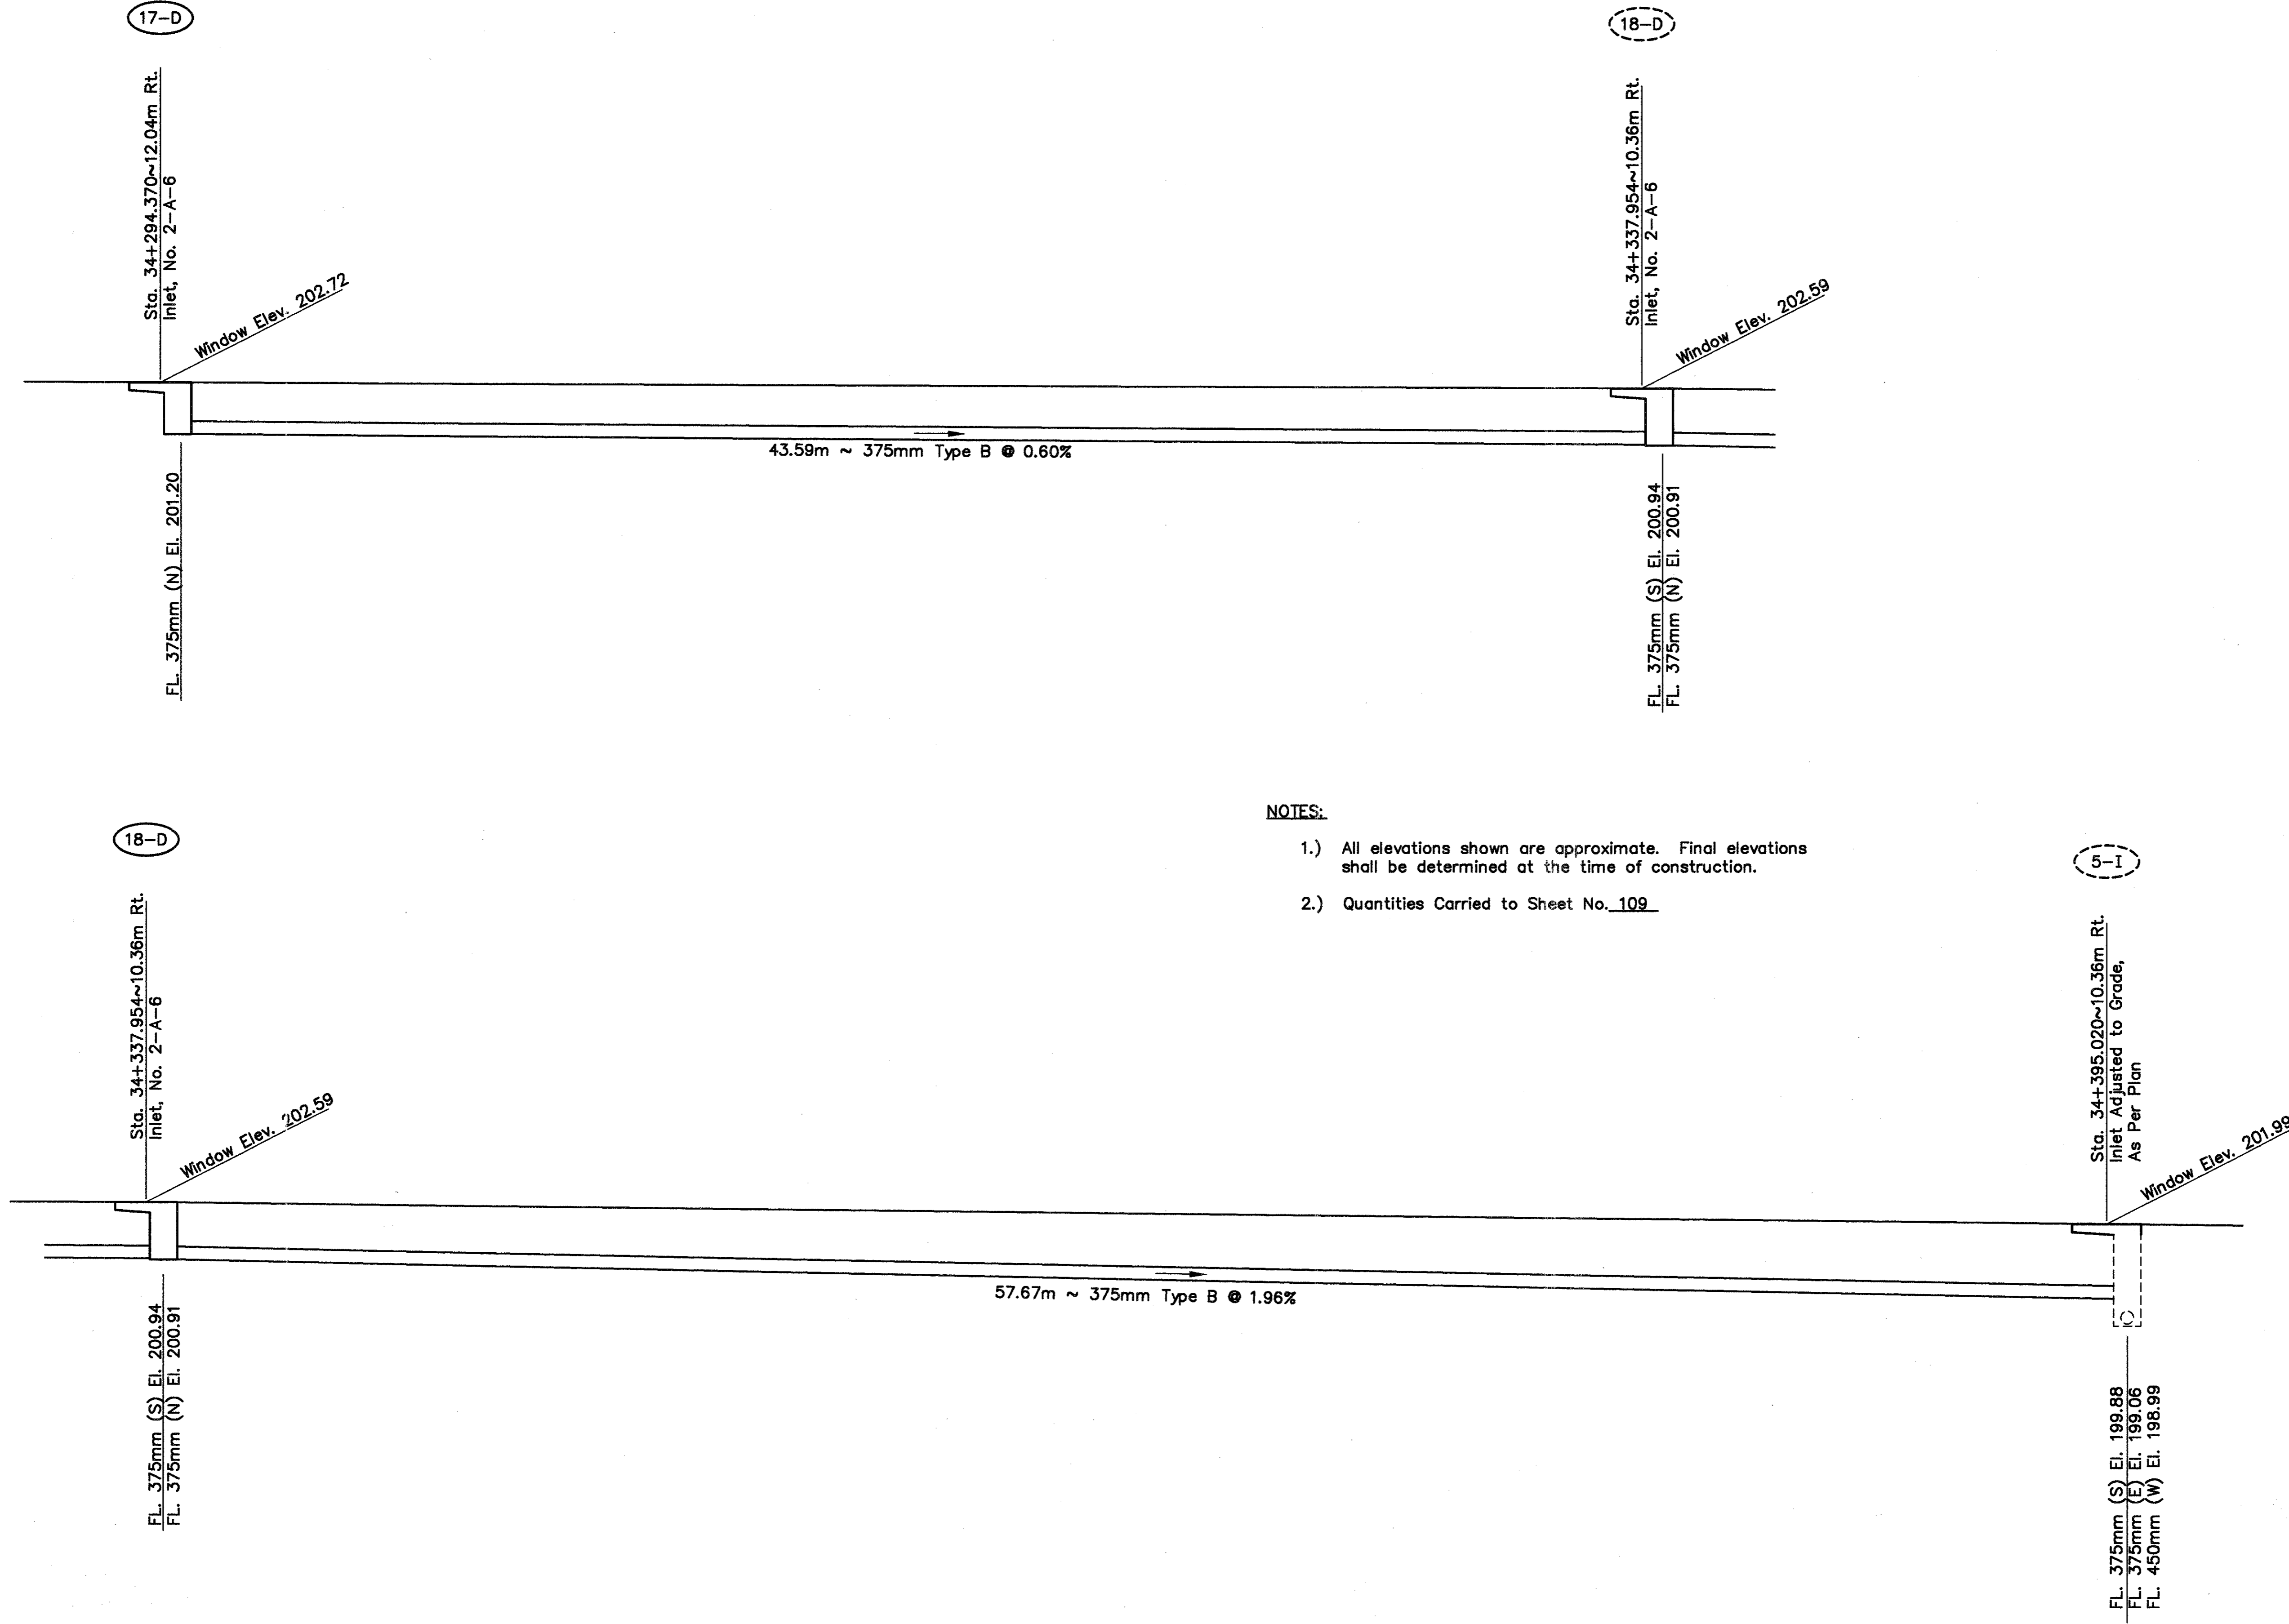 17-D
18-D
Sta. 34+294.370~12.04m Rt.
Inlet, No. 2-A-6
Window Elev. 202.72
Sta. 34+337.954~10.36m Rt.
Inlet, No. 2-A-6
Window Elev. 202.59
43.59m ~ 375mm Type B @ 0.60%
FL. 375mm (N) El. 201.20
FL. 375mm (S) El. 200.94
FL. 375mm (N) El. 200.91
NOTES:
1.) All elevations shown are approximate. Final elevations
shall be determined at the time of construction.
2.) Quantities Carried to Sheet No. 109
18-D
5-I
Sta. 34+337.954~10.36m Rt.
Inlet, No. 2-A-6
Window Elev. 202.59
Sta. 34+395.020~10.36m Rt.
Inlet Adjusted to Grade,
As Per Plan
Window Elev. 201.99
57.67m ~ 375mm Type B @ 1.96%
FL. 375mm (S) El. 200.94
FL. 375mm (N) El. 200.91
FL. 375mm (S) El. 199.88
FL. 375mm (E) El. 199.06
FL. 450mm (W) El. 198.99